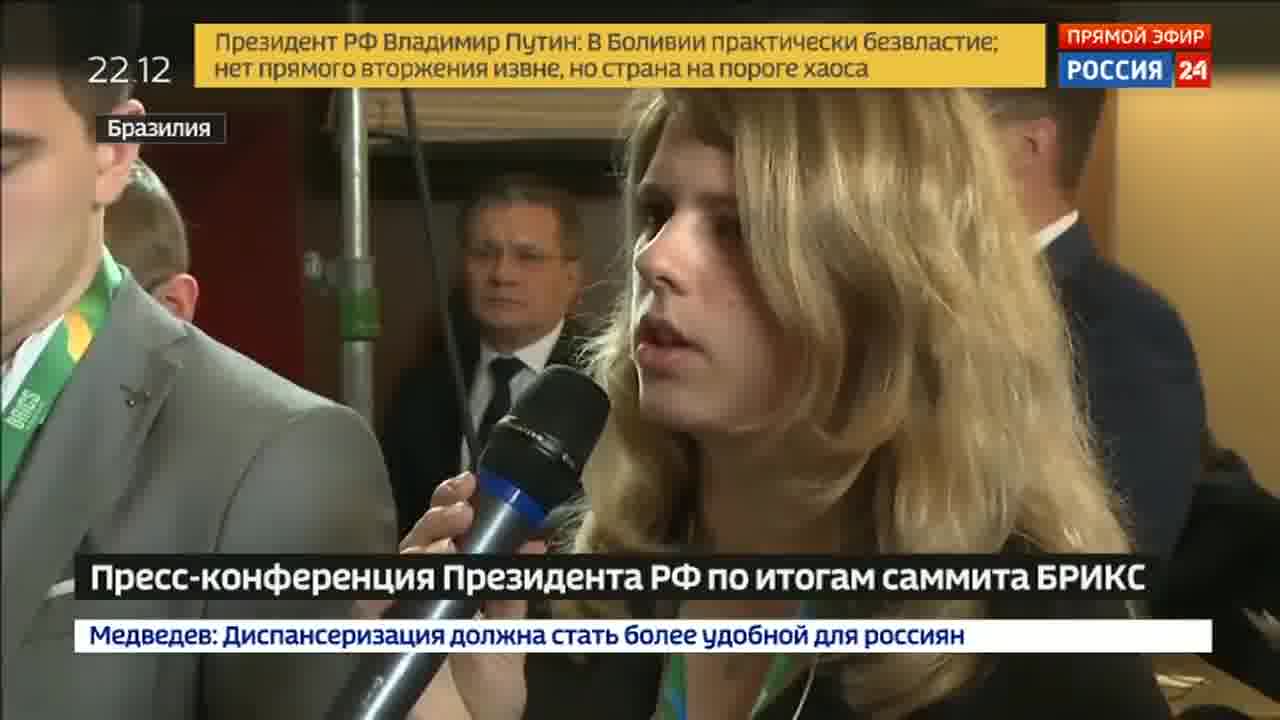 22.12
Президент РФ Владимир Путин: В Боливии практически безвластие;
нет прямого вторжения извне, но страна на пороге хаоса
ПРЯМОЙ ЭФИР
РОССИЯ 24
Бразилия
BRICS
Пресс-конференция Президента РФ по итогам саммита БРИКС
Медведев: Диспансеризация должна стать более удобной для россиян